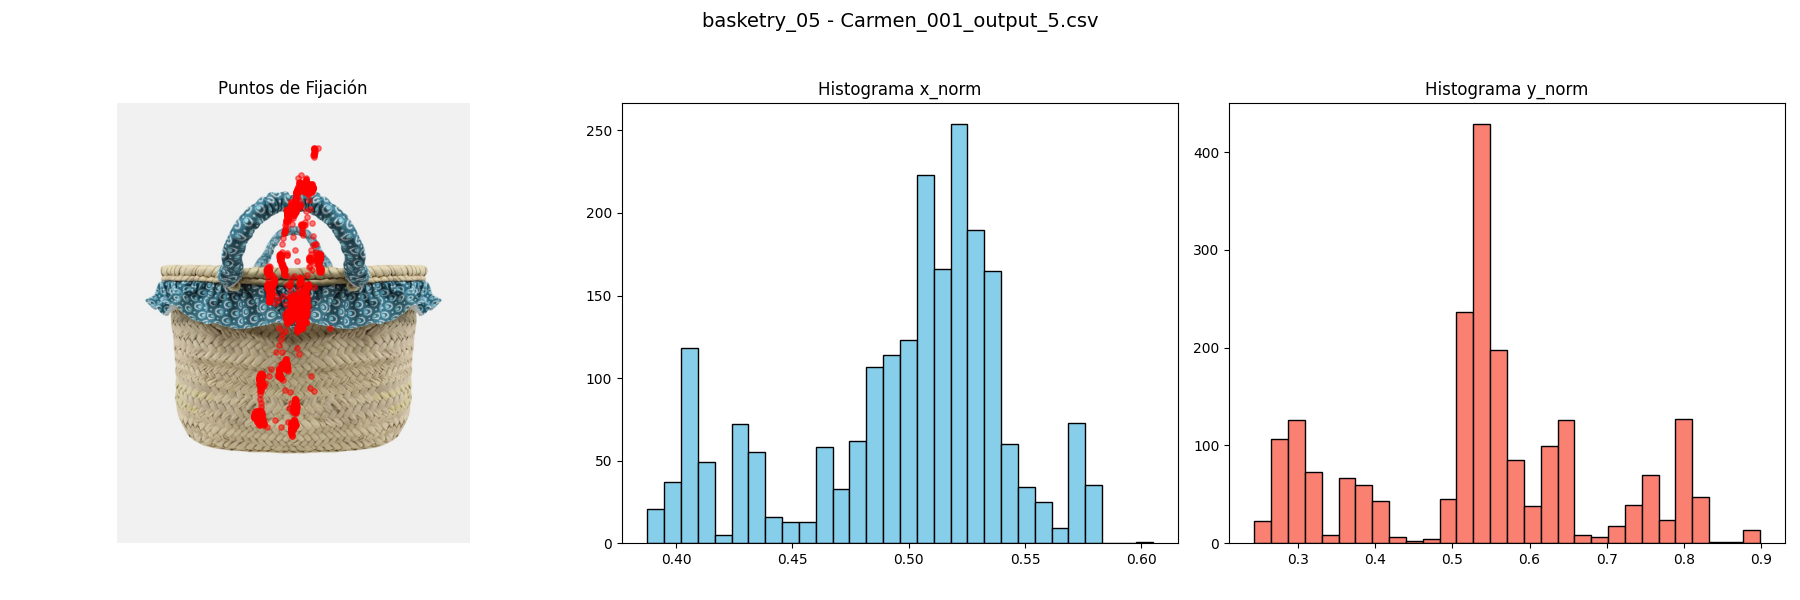 basketry_05 - Carmen_001_output_5.csv
Puntos de Fijación
Histograma x_norm
250
200
150
100
50
0
0.40 0.45 0.50 0.55 0.60
Histograma y_norm
400
300
200
100
0
0.3 0.4 0.5 0.6 0.7 0.8 0.9